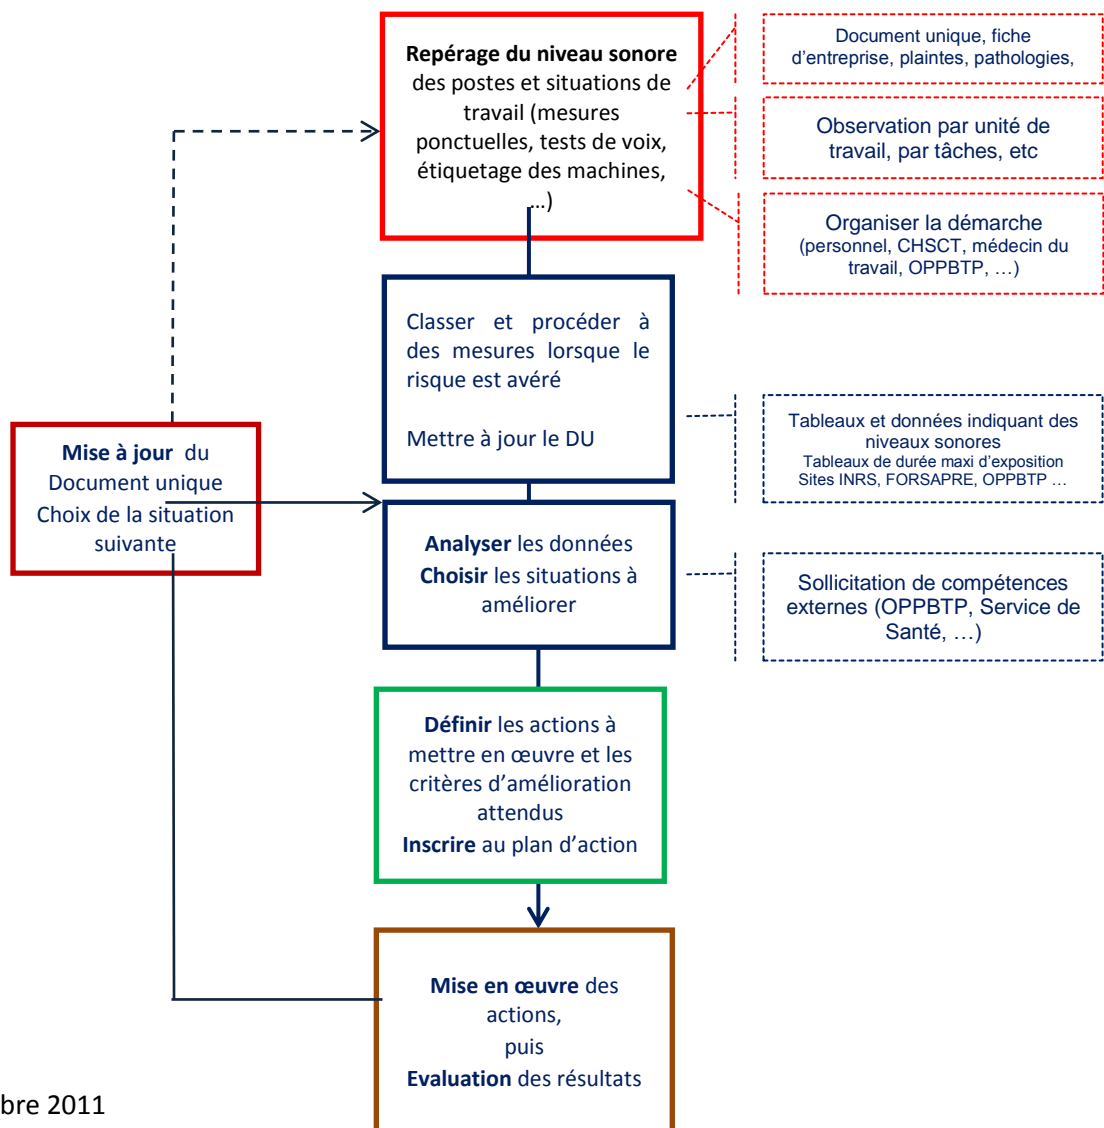 Repérage du niveau sonore
des postes et situations de
travail (mesures
ponctuelles, tests de voix,
étiquetage des machines,
…)
Document unique, fiche
d'entreprise, plaintes, pathologies,
Observation par unité de
travail, par tâches, etc
Organiser la démarche
(personnel, CHSCT, médecin du
travail, OPPBTP, …)
Classer et procéder à
des mesures lorsque le
risque est avéré
Mettre à jour le DU
Tableaux et données indiquant des
niveaux sonores
Tableaux de durée maxi d'exposition
Sites INRS, FORSAPRE, OPPBTP …
Mise à jour du
Document unique
Choix de la situation
suivante
Analyser les données
Choisir les situations à
améliorer
Sollicitation de compétences
externes (OPPBTP, Service de
Santé, …)
Définir les actions à
mettre en œuvre et les
critères d'amélioration
attendus
Inscrire au plan d'action
Mise en œuvre des
actions,
puis
Evaluation des résultats
bre 2011